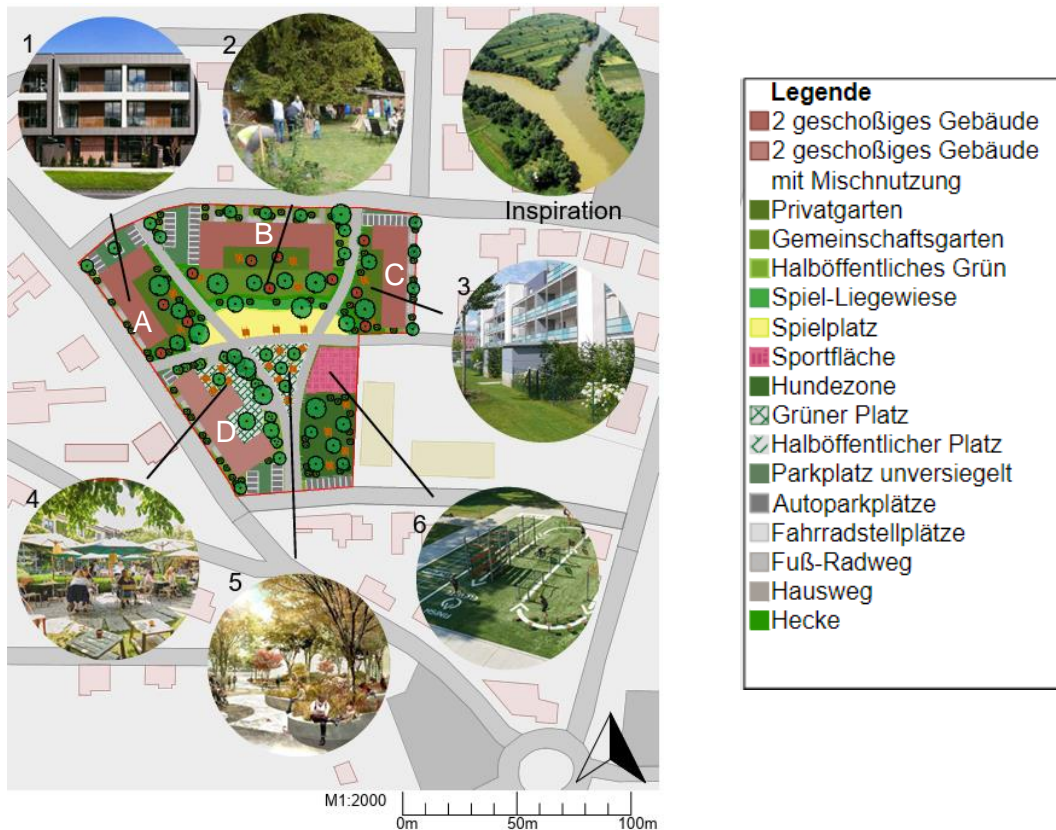 1
2
Inspiration
B
C
A
3
D
4
5
6
M1:2000
0m 50m 100m
Legende
2 geschoßiges Gebäude
2 geschoßiges Gebäude
mit Mischnutzung
Privatgarten
Gemeinschaftsgarten
Halböffentliches Grün
Spiel-Liegewiese
Spielplatz
Sportfläche
Hundezone
Grüner Platz
Halböffentlicher Platz
Parkplatz unversiegelt
Autoparkplätze
Fahrradstellplätze
Fuß-Radweg
Hausweg
Hecke